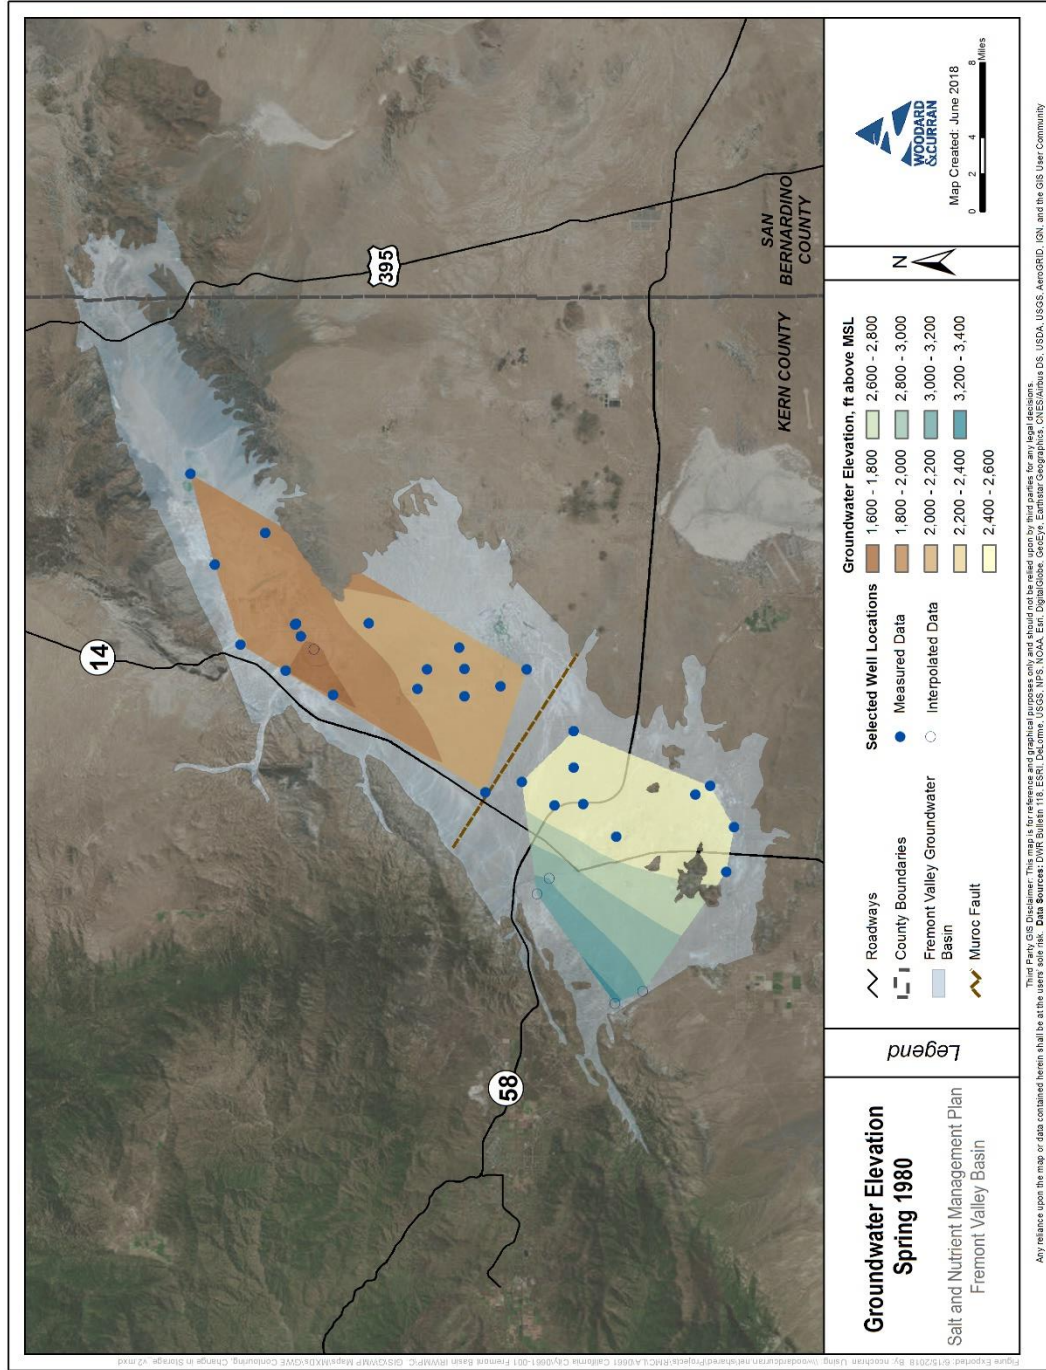 14
395
58
KERN COUNTY
SAN
BERNARDINO
COUNTY
Groundwater Elevation
Spring 1980
Salt and Nutrient Management Plan
Fremont Valley Basin
Legend
Roadways
County Boundaries
Fremont Valley Groundwater
Basin
Muroc Fault
Selected Well Locations
Measured Data
Interpolated Data
Groundwater Elevation, ft above MSL
1,600 - 1,800
1,800 - 2,000
2,000 - 2,200
2,200 - 2,400
2,400 - 2,600
2,600 - 2,800
2,800 - 3,000
3,000 - 3,200
3,200 - 3,400
N
WOODARD
&CURRAN
Map Created: June 2018
0 2 4 8
Miles
Third Party GIS Disclaimer: This map is for reference and graphical purposes only and should not be relied upon by third parties for any legal decisions.
Any reliance upon the map or data contained herein shall be at the users' sole risk. Data Sources: DWR Bulletin 118, ESRI, DeLorme, USGS, NPS, NOAA, Esri, DigitalGlobe, GeoEye, Earthstar Geographics, CNES/Airbus DS, USDA, USGS, AeroGRID, IGN, and the GIS User Community